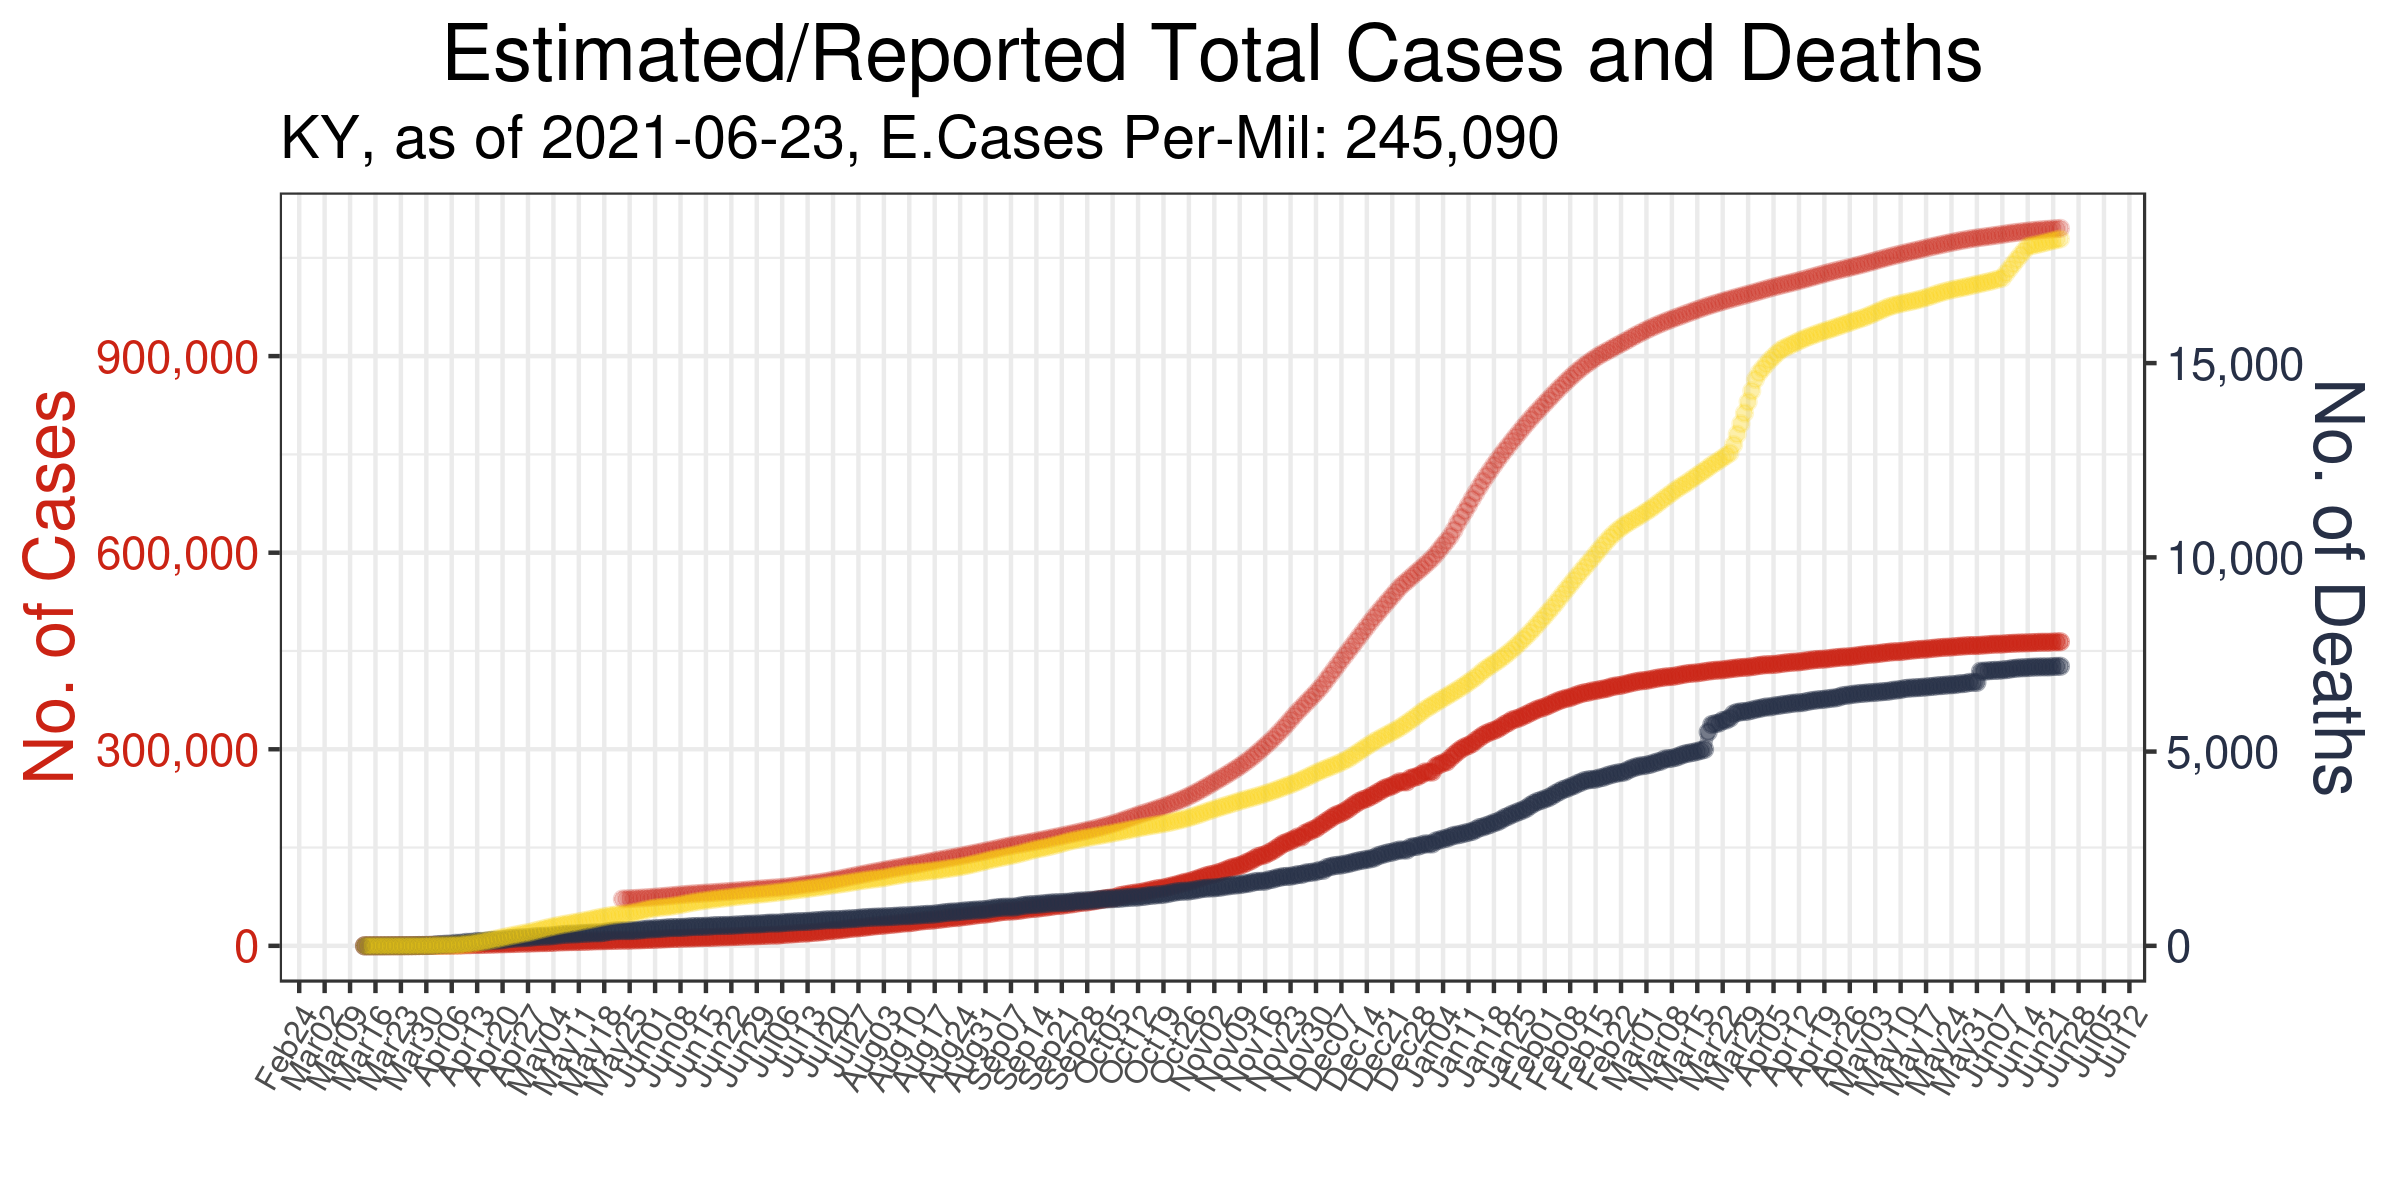 Estimated/Reported Total Cases and Deaths
KY, as of 2021-06-23, E.Cases Per-Mil: 245,090
No. of Cases
900,000
600,000
300,000
0
15,000
10,000
5,000
0
No. of Deaths
Feb24
Mar02
Mar09
Mar16
Mar23
Mar30
Apr06
Apr13
Apr20
Apr27
May04
May11
May18
May25
Jun01
Jun08
Jun15
Jun22
Jun29
Jul06
Jul13
Jul20
Jul27
Aug03
Aug10
Aug17
Aug24
Aug31
Sep07
Sep14
Sep21
Sep28
Oct05
Oct12
Oct19
Oct26
Nov02
Nov09
Nov16
Nov23
Nov30
Dec07
Dec14
Dec21
Dec28
Jan04
Jan11
Jan18
Jan25
Feb01
Feb08
Feb15
Feb22
Mar01
Mar08
Mar15
Mar22
Mar29
Apr05
Apr12
Apr19
Apr26
May03
May10
May17
May24
May31
Jun07
Jun14
Jun21
Jun28
Jul05
Jul12